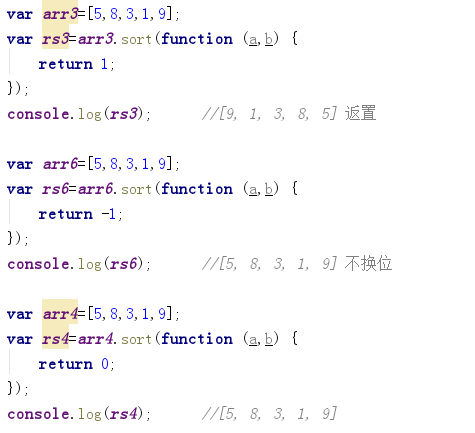 var arr3=[5,8,3,1,9];
var rs3=arr3.sort(function (a,b) {
    return 1;
});
console.log(rs3);      //[9, 1, 3, 8, 5] 返置
var arr6=[5,8,3,1,9];
var rs6=arr6.sort(function (a,b) {
    return -1;
});
console.log(rs6);      //[5, 8, 3, 1, 9] 不换位
var arr4=[5,8,3,1,9];
var rs4=arr4.sort(function (a,b) {
    return 0;
});
console.log(rs4);      //[5, 8, 3, 1, 9]